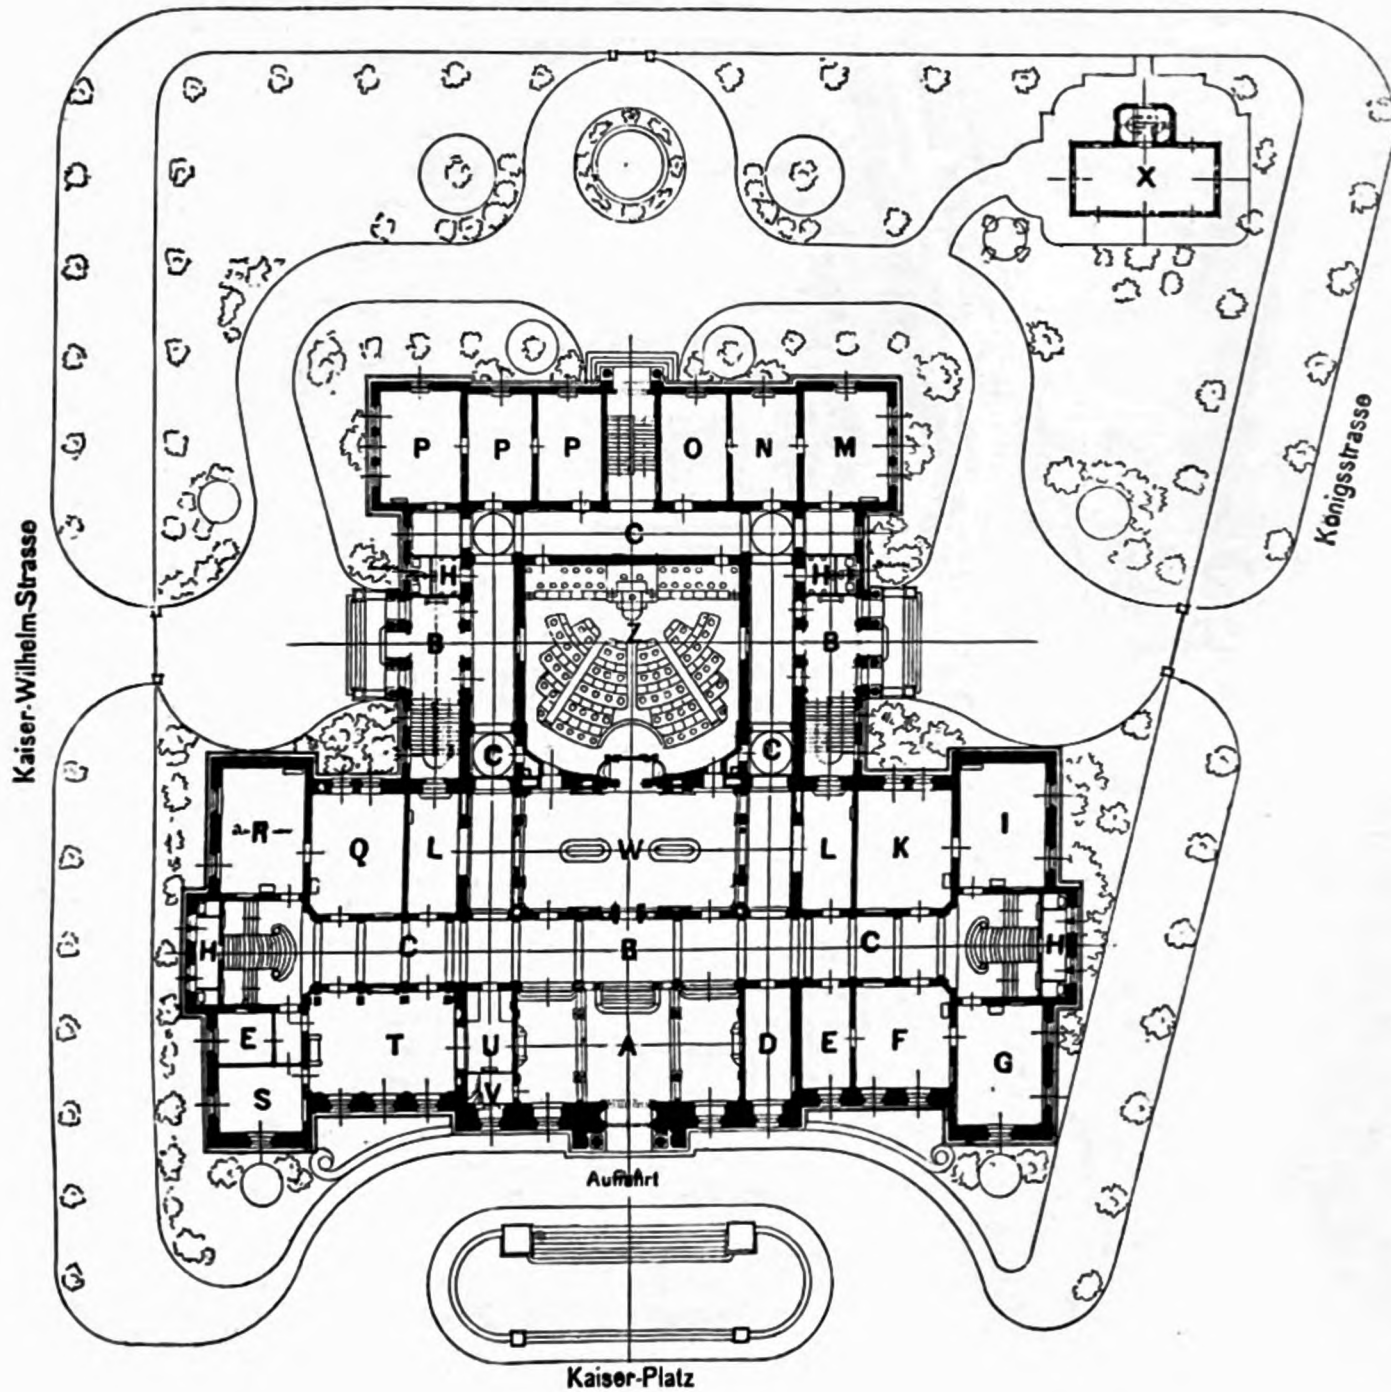 X
Königsstrasse
Kaiser-Wilhelm-Strasse
P P P O N M
C
H H
Z
B B
C C
R Q L W L K I
H C B C H
E T U A D E F G
S V
Auffahrt
Kaiser-Platz